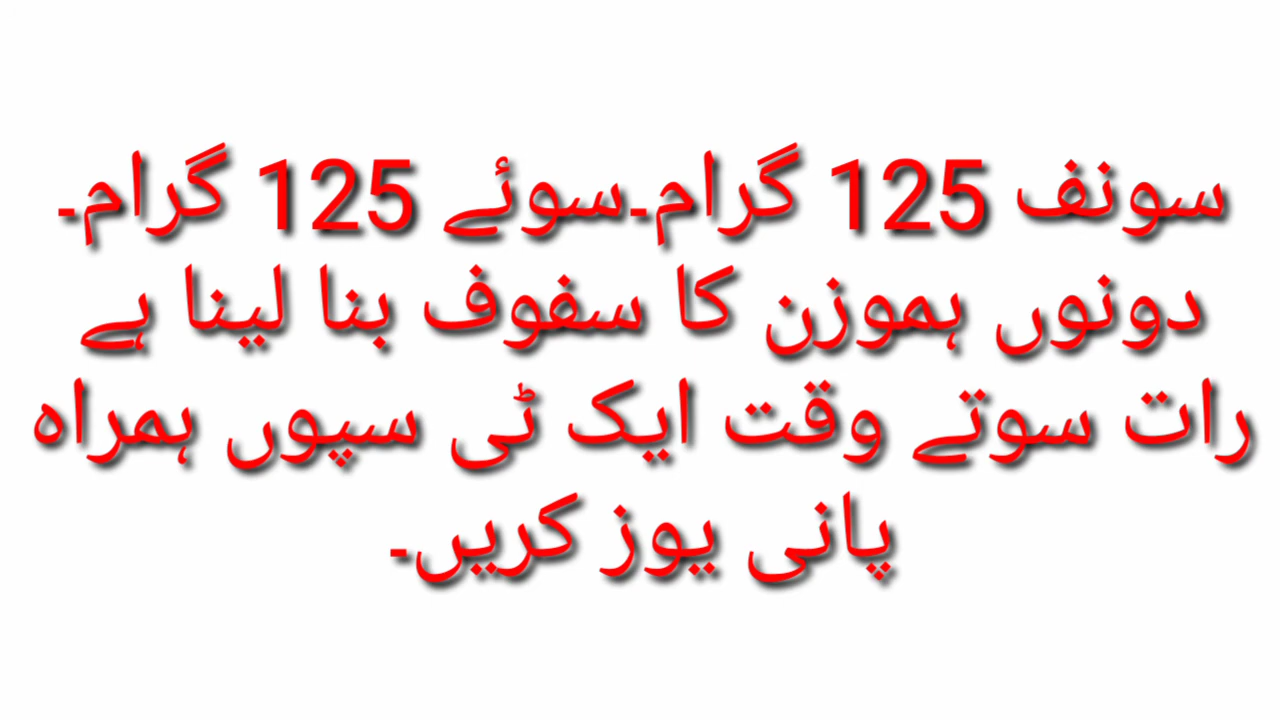 سونف 125 گرام۔سوئے 125 گرام۔
دونوں ہموزن کا سفوف بنا لینا ہے
رات سوتے وقت ایک ٹی سپوں ہمراہ
پانی یوز کریں۔